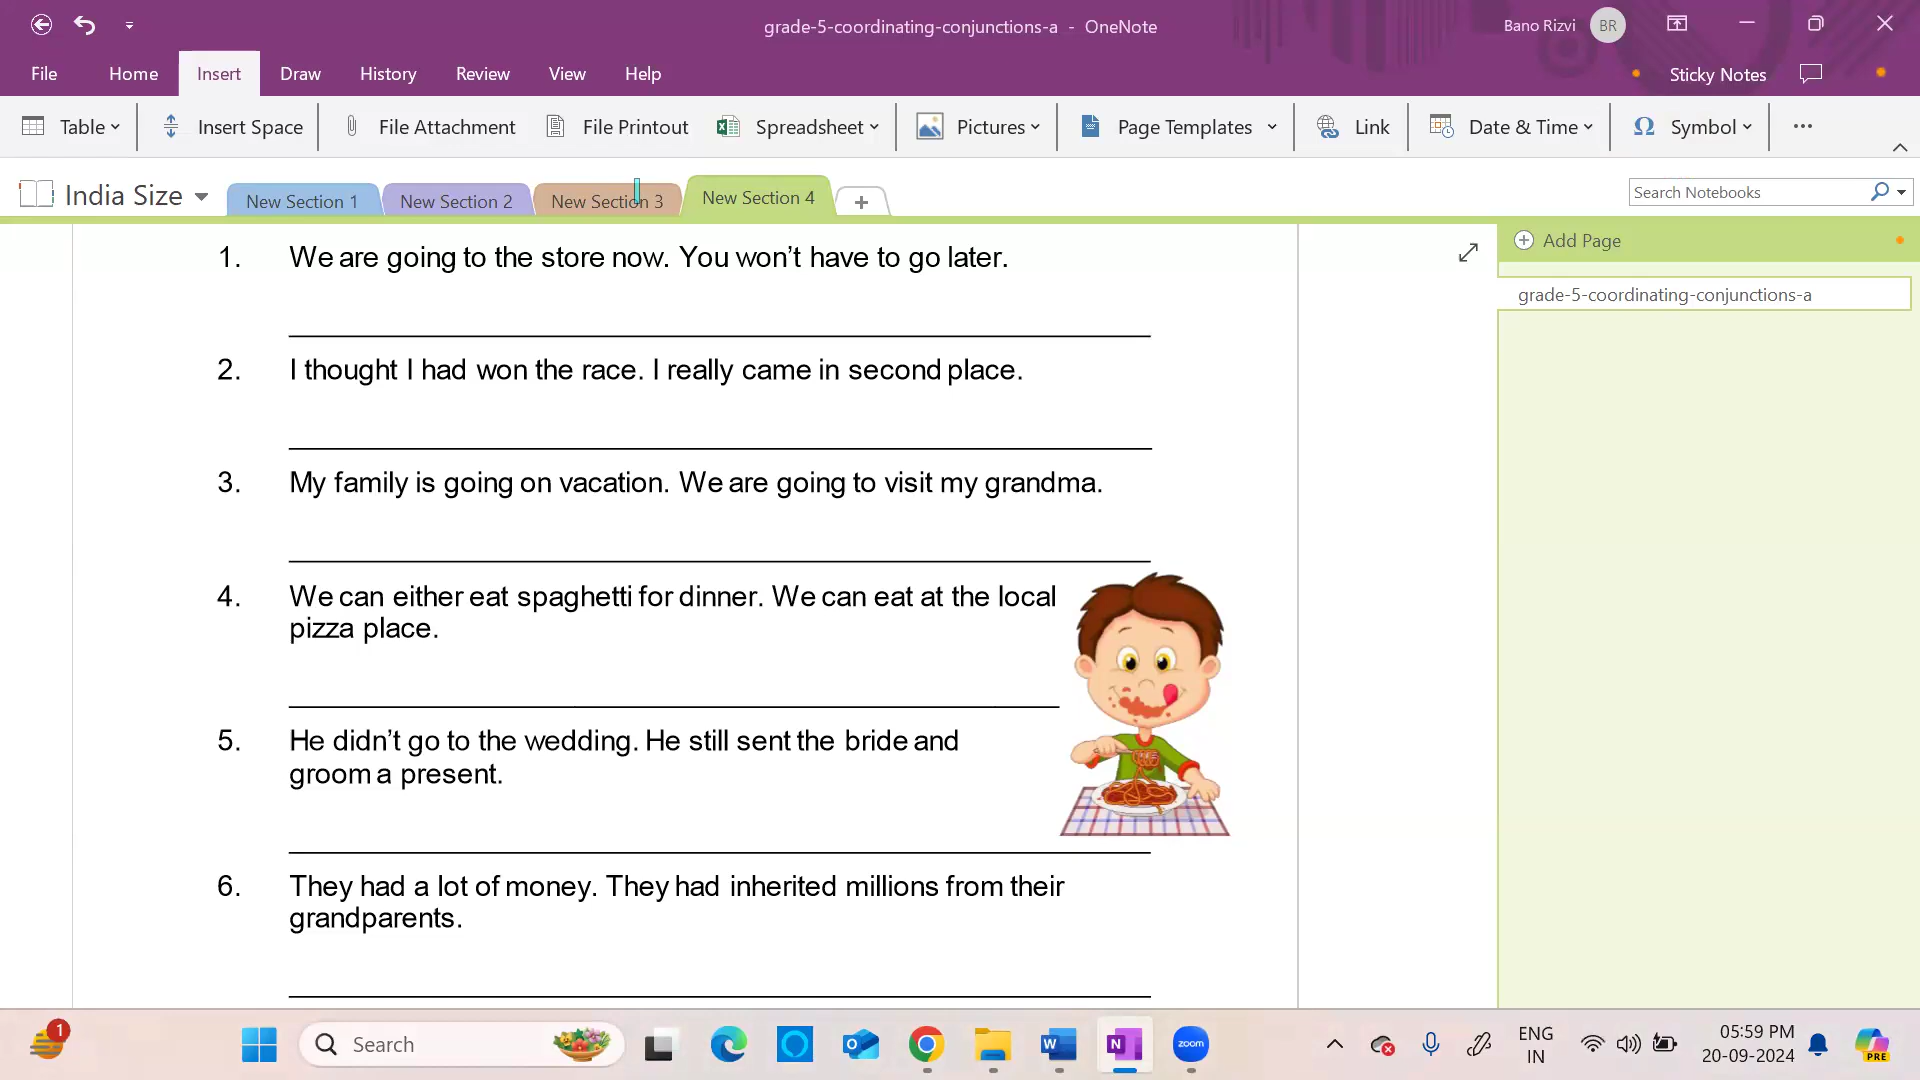 grade-5-coordinating-conjunctions-a - OneNote
Bano Rizvi BR
File Home Insert Draw History Review View Help
Sticky Notes
Table Insert Space File Attachment File Printout Spreadsheet Pictures Page Templates Link Date & Time Symbol
India Size New Section 1 New Section 2 New Section 3 New Section 4 +
Search Notebooks
Add Page
grade-5-coordinating-conjunctions-a
1. We are going to the store now. You won’t have to go later.
2. I thought I had won the race. I really came in second place.
3. My family is going on vacation. We are going to visit my grandma.
4. We can either eat spaghetti for dinner. We can eat at the local
pizza place.
5. He didn’t go to the wedding. He still sent the bride and
groom a present.
6. They had a lot of money. They had inherited millions from their
grandparents.
1
Search
zoom
ENG
IN
05:59 PM
20-09-2024
PRE